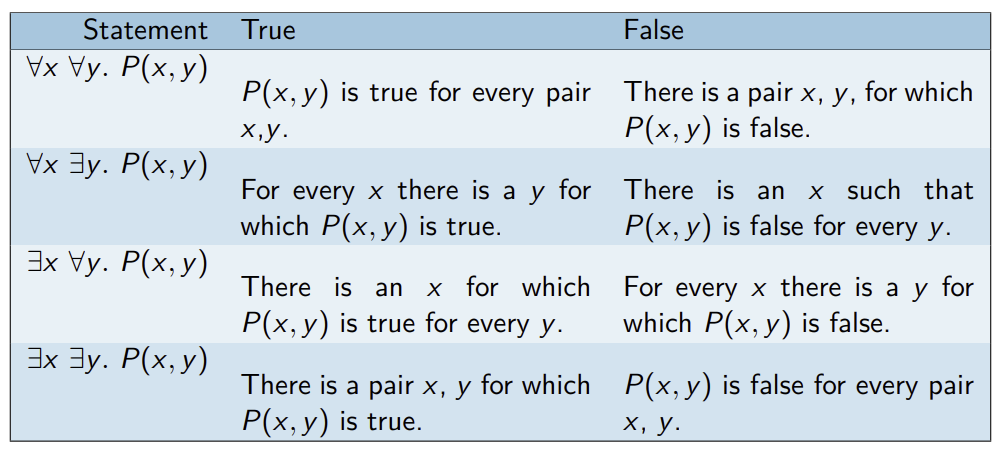 Statement True False
∀x ∀y. P(x, y)
P(x, y) is true for every pair There is a pair x, y, for which
x,y. P(x, y) is false.
∀x ∃y. P(x, y)
For every x there is a y for There is an x such that
which P(x, y) is true. P(x, y) is false for every y.
∃x ∀y. P(x, y)
There is an x for which For every x there is a y for
P(x, y) is true for every y. which P(x, y) is false.
∃x ∃y. P(x, y)
There is a pair x, y for which P(x, y) is false for every pair
P(x, y) is true. x, y.